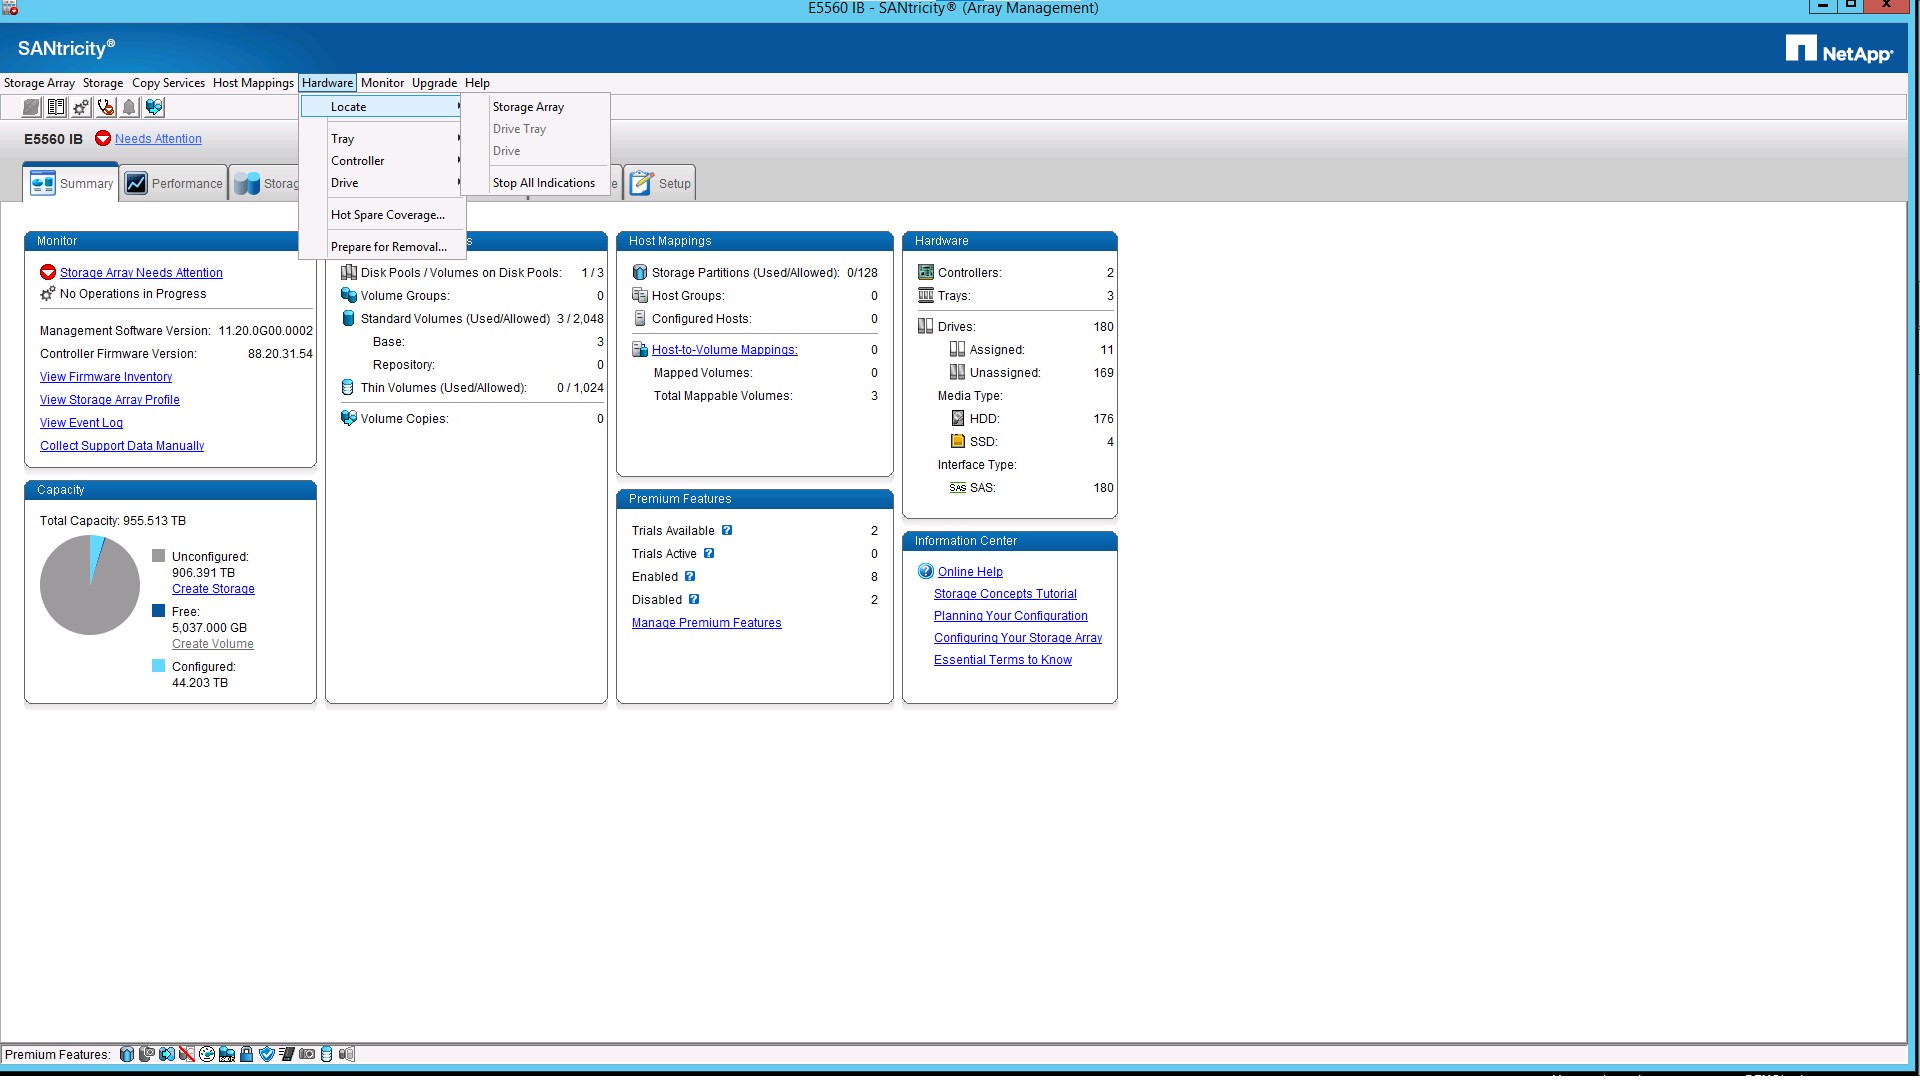 E5560 IB - SANtricity® (Array Management)
SANtricity®
NetApp®
Storage Array Storage Copy Services Host Mappings Hardware Monitor Upgrade Help
Locate
Tray
Controller
Drive
Hot Spare Coverage...
Prepare for Removal...
Storage Array
Drive Tray
Drive
Stop All Indications
E5560 IB Needs Attention
Summary Performance Setup
Monitor
Storage Array Needs Attention
No Operations in Progress
Management Software Version: 11.20.0G00.0002
Controller Firmware Version: 88.20.31.54
View Firmware Inventory
View Storage Array Profile
View Event Log
Collect Support Data Manually
Capacity
Total Capacity: 955.513 TB
Unconfigured:
906.391 TB
Create Storage
Free:
5,037.000 GB
Create Volume
Configured:
44.203 TB
Disk Pools / Volumes on Disk Pools: 1 / 3
Volume Groups: 0
Standard Volumes (Used/Allowed) 3 / 2,048
Base: 3
Repository: 0
Thin Volumes (Used/Allowed): 0 / 1,024
Volume Copies: 0
Host Mappings
Storage Partitions (Used/Allowed): 0/128
Host Groups: 0
Configured Hosts: 0
Host-to-Volume Mappings: 0
Mapped Volumes: 0
Total Mappable Volumes: 3
Premium Features
Trials Available ? 2
Trials Active ? 0
Enabled ? 8
Disabled ? 2
Manage Premium Features
Hardware
Controllers: 2
Trays: 3
Drives: 180
Assigned: 11
Unassigned: 169
Media Type:
HDD: 176
SSD: 4
Interface Type:
SAS SAS: 180
Information Center
Online Help
Storage Concepts Tutorial
Planning Your Configuration
Configuring Your Storage Array
Essential Terms to Know
Premium Features: